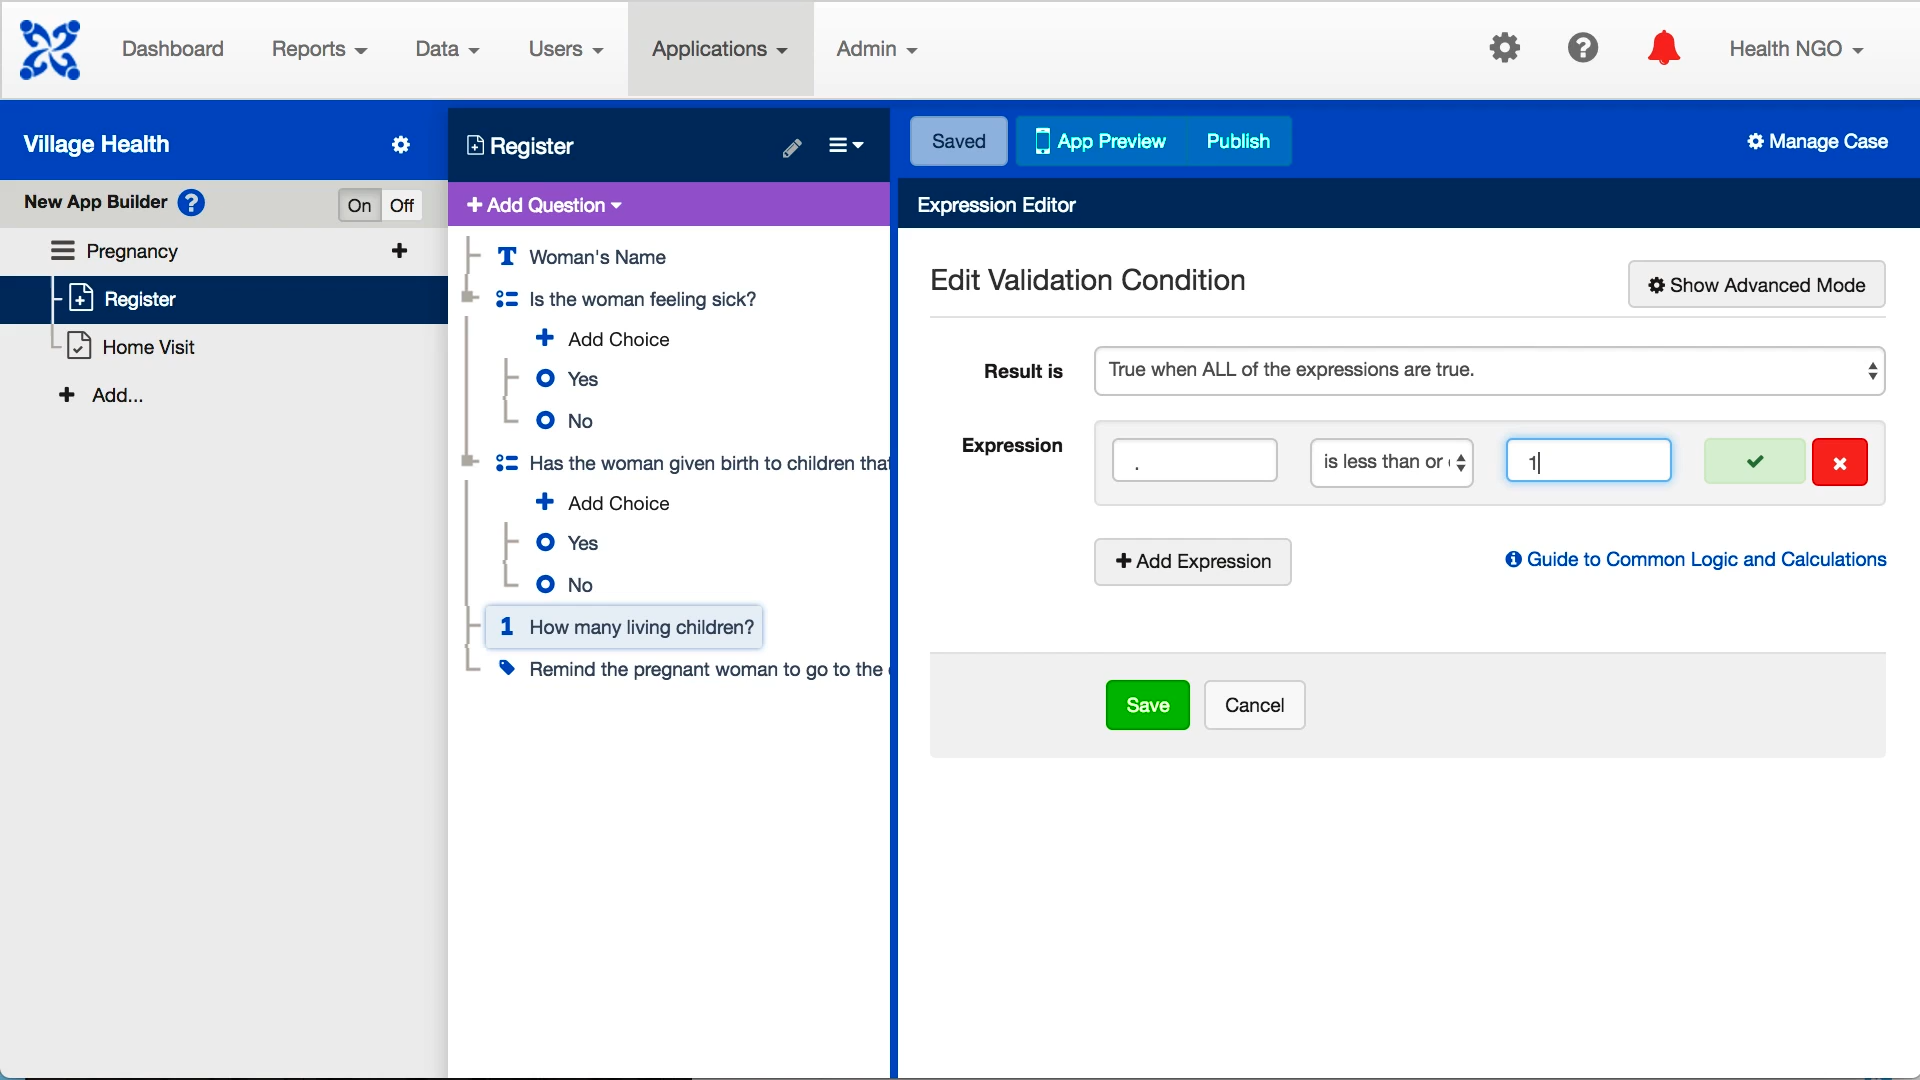 Dashboard
Reports
Data
Users
Applications
Admin
Health NGO
Village Health
New App Builder
On
Off
Pregnancy
Register
Home Visit
Add...
Register
Add Question
Woman's Name
Is the woman feeling sick?
Add Choice
Yes
No
Has the woman given birth to children that
Add Choice
Yes
No
1 How many living children?
Remind the pregnant woman to go to the
Saved
App Preview
Publish
Manage Case
Expression Editor
Edit Validation Condition
Show Advanced Mode
Result is
True when ALL of the expressions are true.
Expression
.
is less than or
1
Add Expression
Guide to Common Logic and Calculations
Save
Cancel